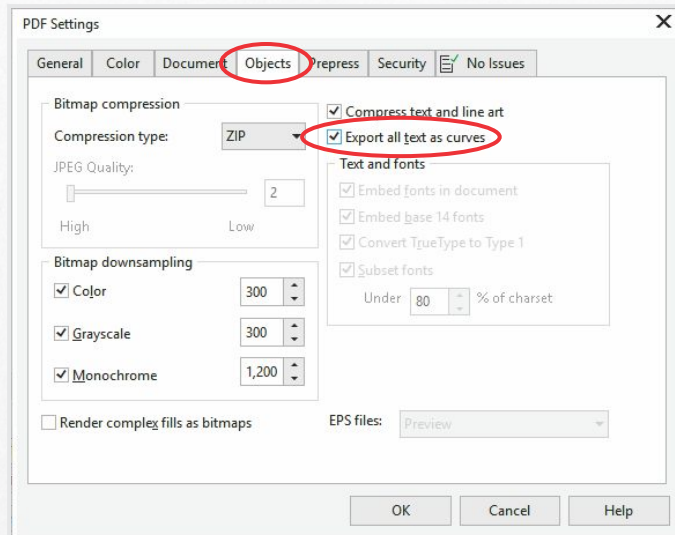 PDF Settings
General Color Document Objects Prepress Security No Issues
Bitmap compression
Compression type: ZIP
JPEG Quality:
2
High Low
Bitmap downsampling
Color 300
Grayscale 300
Monochrome 1,200
Render complex fills as bitmaps
Compress text and line art
Export all text as curves
Text and fonts
Embed fonts in document
Embed base 14 fonts
Convert TrueType to Type 1
Subset fonts
Under 80 % of charset
EPS files: Preview
OK Cancel Help